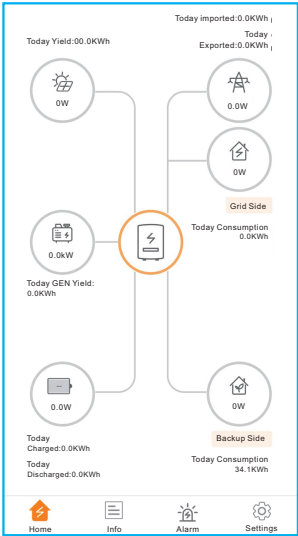 Today imported:0.0KWh
Today Yield:00.0KWh
Today
Exported:0.0KWh
0W
0.0W
0W
Grid Side
Today Consumption
0.0KWh
0.0kW
Today GEN Yield:
0.0KWh
0.0W
0W
Today
Charged:0.0KWh
Backup Side
Today
Discharged:0.0KWh
Today Consumption
34.1KWh
Home
Info
Alarm
Settings